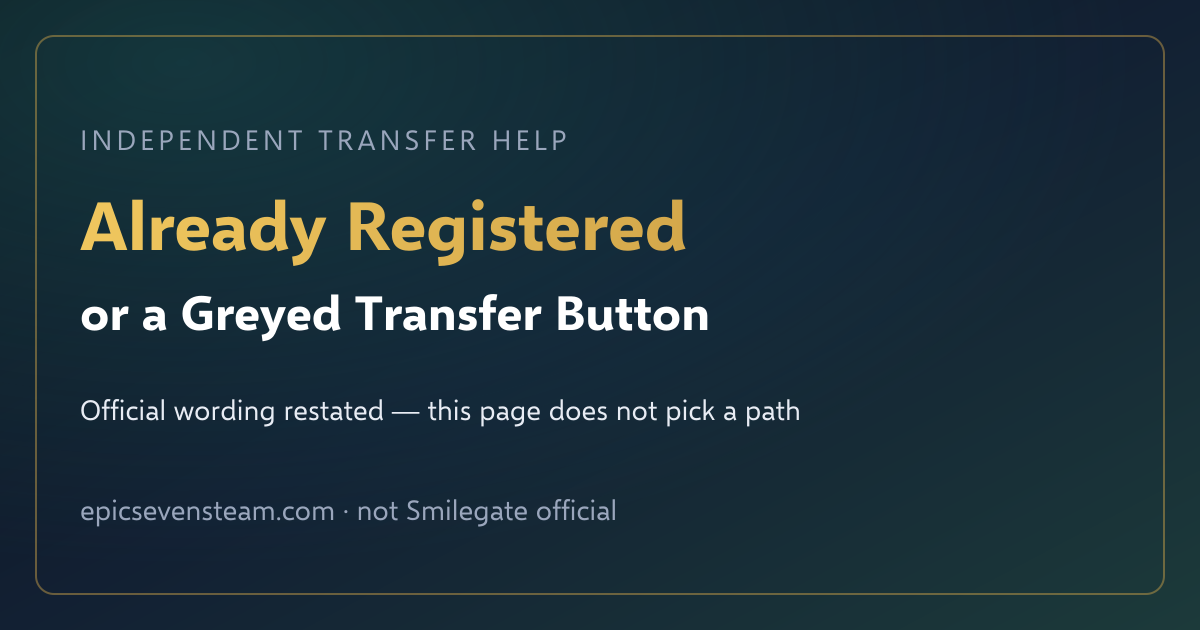 INDEPENDENT TRANSFER HELP
Already Registered
or a Greyed Transfer Button
Official wording restated — this page does not pick a path
epicsevensteam.com · not Smilegate official